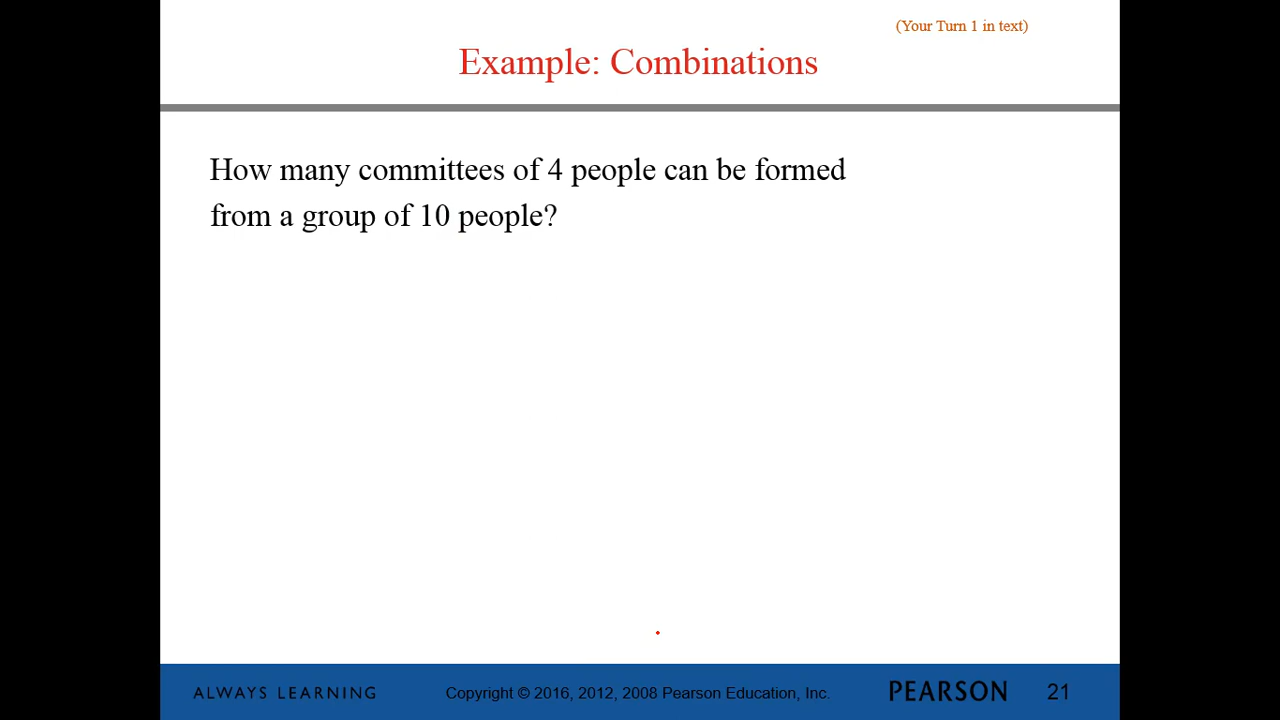 (Your Turn 1 in text)
Example: Combinations
How many committees of 4 people can be formed
from a group of 10 people?
ALWAYS LEARNING
Copyright © 2016, 2012, 2008 Pearson Education, Inc.
PEARSON
21